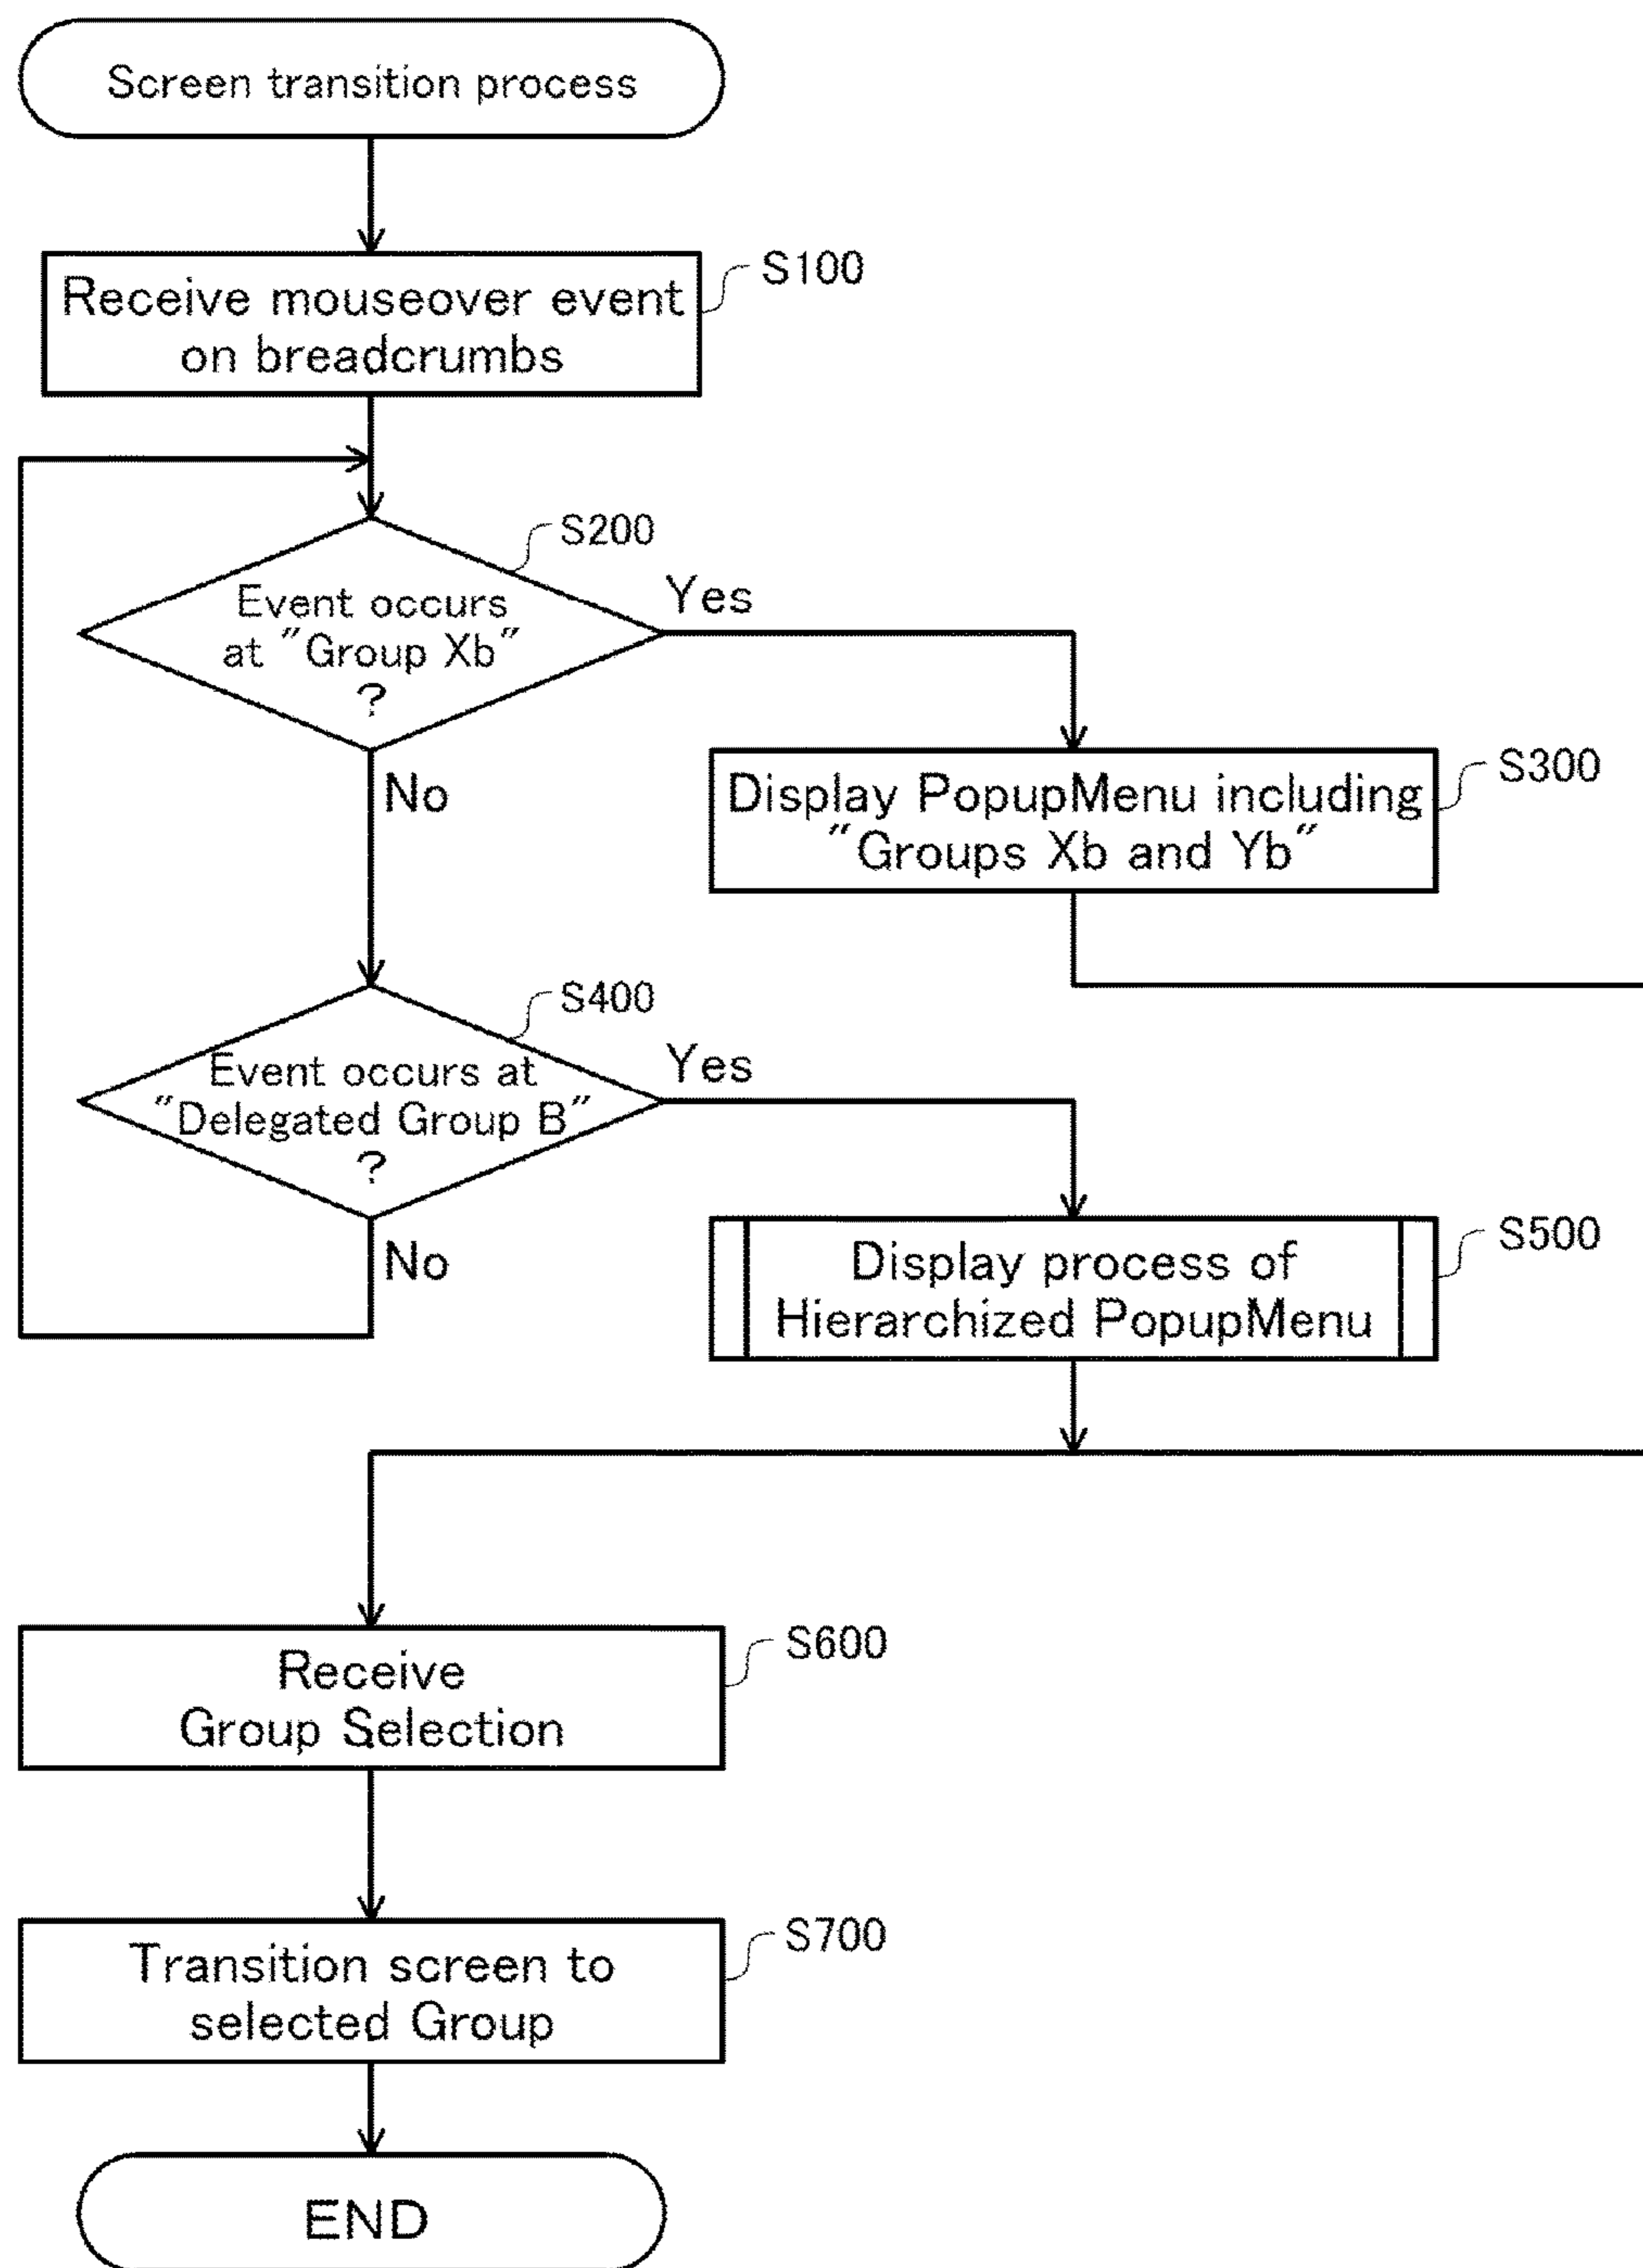 Screen transition process
S100
Receive mouseover event
on breadcrumbs
S200
Event occurs
at "Group Xb"
?
Yes
No
S300
Display PopupMenu including
"Groups Xb and Yb"
S400
Event occurs at
"Delegated Group B"
?
Yes
No
S500
Display process of
Hierarchized PopupMenu
S600
Receive
Group Selection
S700
Transition screen to
selected Group
END